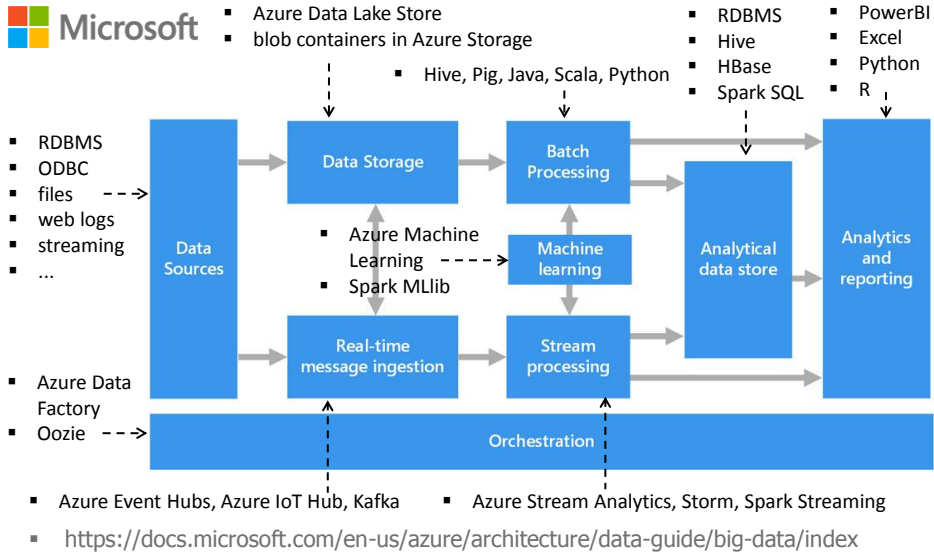 Microsoft
▪ Azure Data Lake Store
▪ blob containers in Azure Storage
▪ RDBMS
▪ Hive
▪ HBase
▪ Spark SQL
▪ PowerBI
▪ Excel
▪ Python
▪ R
▪ Hive, Pig, Java, Scala, Python
▪ RDBMS
▪ ODBC
▪ files
▪ web logs
▪ streaming
▪ ...
Data
Sources
Data Storage
Batch
Processing
▪ Azure Machine
Learning
▪ Spark MLlib
Machine
learning
Analytical
data store
Analytics
and
reporting
Real-time
message ingestion
Stream
processing
▪ Azure Data
Factory
▪ Oozie
Orchestration
▪ Azure Event Hubs, Azure IoT Hub, Kafka
▪ Azure Stream Analytics, Storm, Spark Streaming
▪ https://docs.microsoft.com/en-us/azure/architecture/data-guide/big-data/index